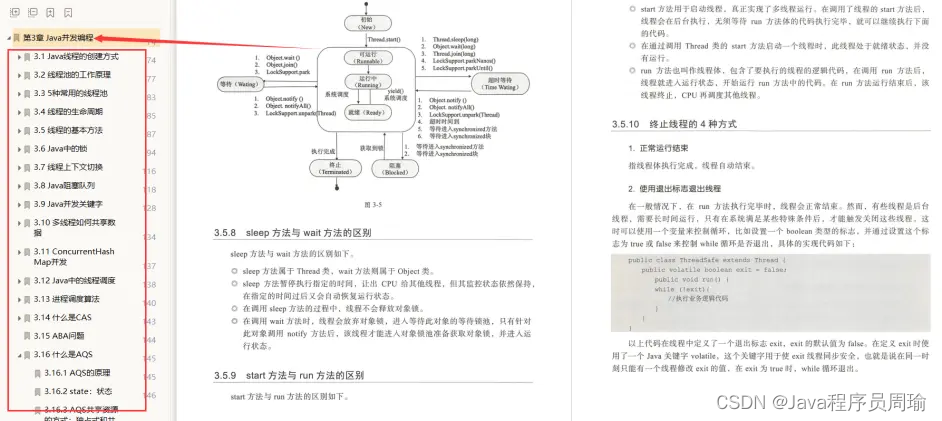 第3章 Java开发编程
3.1 Java线程的创建方式
74
3.2 线程池的工作原理
77
3.3 5种常用的线程池
83
3.4 线程的生命周期
85
3.5 线程的基本方法
87
3.6 Java中的锁
94
3.7 线程上下文切换
116
3.8 Java阻塞队列
118
3.9 Java开发关键字
128
3.10 多线程如何共享数
据
135
3.11 ConcurrentHash
Map开发
137
3.12 Java中的线程调度
138
3.13 进程调度算法
140
3.14 什么是CAS
143
3.15 ABA问题
144
3.16 什么是AQS
145
3.16.1 AQS的原理
145
3.16.2 state：状态
146
3.16.3 AQS共享资源
的方式：独占式和共
初始
（New）
Thread.start()
1. Object.wait ()
2. Object.join()
3. LockSupport.park
可运行
（Runnable）
1. Thread.sleep(long)
2. Object.wait(long)
3. Thread.join(long)
4. LockSupport.parkNanos()
5. LockSupport.parkUntil()
等待（Wating）
运行中
（Running）
超时等待
（Time Wating）
系统调度
yield()
系统调度
1. Object.notify ()
2. Object. notifyAll()
3. LockSupport.unpark(Thread)
就绪（Ready）
1. Object.notify ()
2. Object. notifyAll()
3. LockSupport.unpark(Thread)
4. 超时时间到
5. 等待进入synchronized方法
6. 等待进入synchronized块
执行完成
获取到锁
1. 等待进入synchronized方法
2. 等待进入synchronized块
终止
（Terminated）
阻塞
（Blocked）
图 3-5
3.5.8 sleep 方法与 wait 方法的区别
sleep 方法与 wait 方法的区别如下。
◎ sleep 方法属于 Thread 类，wait 方法则属于 Object 类。
◎ sleep 方法暂停执行指定的时间，让出 CPU 给其他线程，但其监控状态依然保持，
在指定的时间过后又会自动恢复运行状态。
◎ 在调用 sleep 方法的过程中，线程不会释放对象锁。
◎ 在调用 wait 方法时，线程会放弃对象锁，进入等待此对象的等待锁池，只有针对
此对象调用 notify 方法后，该线程才能进入对象锁池准备获取对象锁，并进入运
行状态。
3.5.9 start 方法与 run 方法的区别
start 方法与 run 方法的区别如下。
◎ start 方法用于启动线程，真正实现了多线程运行。在调用了线程的 start 方法后，
线程会在后台执行，无须等待 run 方法体的代码执行完毕，就可以继续执行下面
的代码。
◎ 在通过调用 Thread 类的 start 方法启动一个线程时，此线程处于就绪状态，并没
有运行。
◎ run 方法也叫作线程体，包含了要执行的线程的逻辑代码，在调用 run 方法后，
线程就进入运行状态，开始运行 run 方法中的代码。在 run 方法运行结束后，该
线程终止，CPU 再调度其他线程。
3.5.10 终止线程的 4 种方式
1. 正常运行结束
指线程体执行完成，线程自动结束。
2. 使用退出标志退出线程
在一般情况下，在 run 方法执行完毕时，线程会正常结束。然而，有些线程是后台
线程，需要长时间运行，只有在系统满足某些特殊条件后，才能触发关闭这些线程。这
时可以使用一个变量来控制循环，比如设置一个 boolean 类型的标志，并通过设置这个标
志为 true 或 false 来控制 while 循环是否退出，具体的实现代码如下：
public class ThreadSafe extends Thread {
public volatile boolean exit = false;
public void run() {
while (!exit){
//执行业务逻辑代码
}
}
}
以上代码在线程中定义了一个退出标志 exit，exit 的默认值为 false。在定义 exit 时使
用了一个 Java 关键字 volatile，这个关键字用于使 exit 线程同步安全，也就是说在同一时
刻只能有一个线程修改 exit 的值，在 exit 为 true 时，while 循环退出。
CSDN @Java程序员周瑜